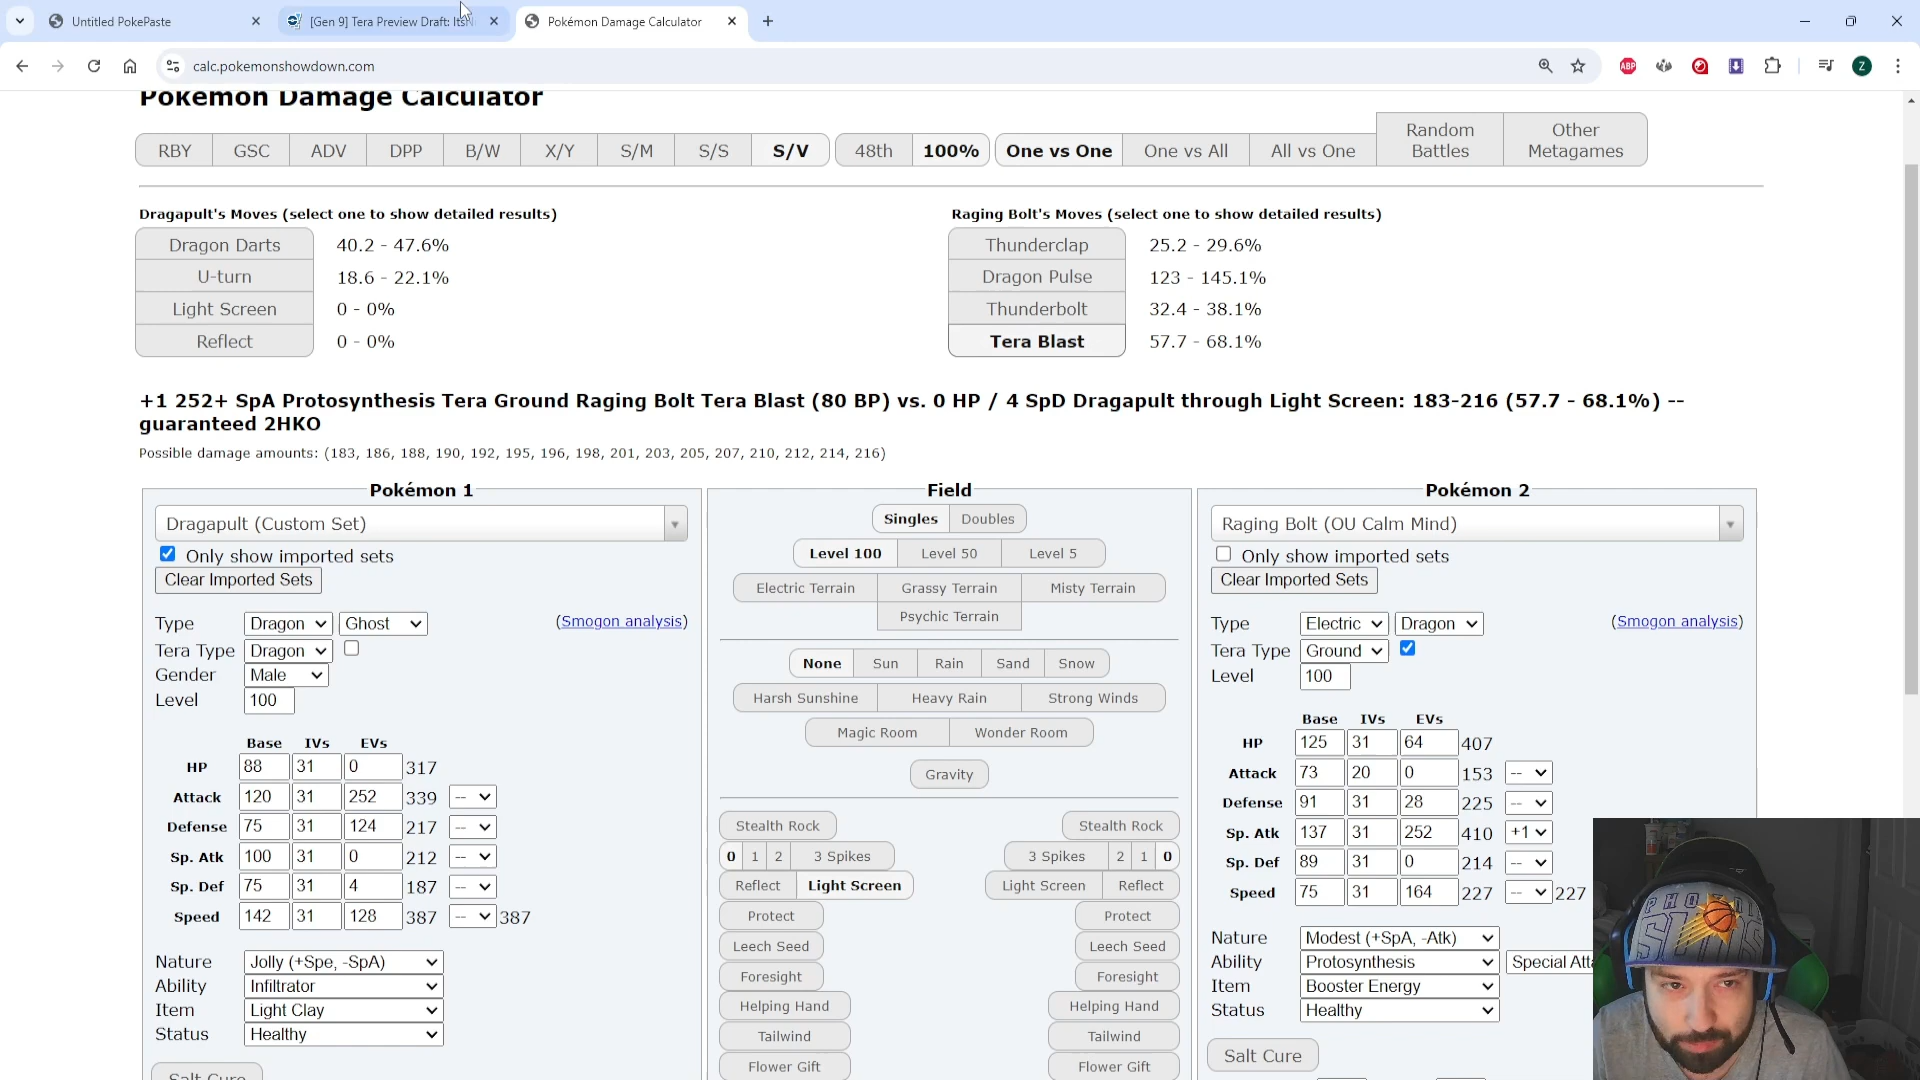 Untitled PokePaste
[Gen 9] Tera Preview Draft: ItsN
Pokémon Damage Calculator
calc.pokemonshowdown.com
ABP
Z
Pokémon Damage Calculator
RBY GSC ADV DPP B/W X/Y S/M S/S S/V 48th 100% One vs One One vs All All vs One Random Battles Other Metagames
Dragapult's Moves (select one to show detailed results)
Dragon Darts 40.2 - 47.6%
U-turn 18.6 - 22.1%
Light Screen 0 - 0%
Reflect 0 - 0%
Raging Bolt's Moves (select one to show detailed results)
Thunderclap 25.2 - 29.6%
Dragon Pulse 123 - 145.1%
Thunderbolt 32.4 - 38.1%
Tera Blast 57.7 - 68.1%
+1 252+ SpA Protosynthesis Tera Ground Raging Bolt Tera Blast (80 BP) vs. 0 HP / 4 SpD Dragapult through Light Screen: 183-216 (57.7 - 68.1%) --
guaranteed 2HKO
Possible damage amounts: (183, 186, 188, 190, 192, 195, 196, 198, 201, 203, 205, 207, 210, 212, 214, 216)
Pokémon 1
Dragapult (Custom Set)
Only show imported sets
Clear Imported Sets
Type Dragon Ghost (Smogon analysis)
Tera Type Dragon
Gender Male
Level 100
Base IVs EVs
HP 88 31 0 317
Attack 120 31 252 339 --
Defense 75 31 124 217 --
Sp. Atk 100 31 0 212 --
Sp. Def 75 31 4 187 --
Speed 142 31 128 387 -- 387
Nature Jolly (+Spe, -SpA)
Ability Infiltrator
Item Light Clay
Status Healthy
Salt Cure
Field
Singles Doubles
Level 100 Level 50 Level 5
Electric Terrain Grassy Terrain Misty Terrain
Psychic Terrain
None Sun Rain Sand Snow
Harsh Sunshine Heavy Rain Strong Winds
Magic Room Wonder Room
Gravity
Stealth Rock Stealth Rock
0 1 2 3 Spikes 3 Spikes 2 1 0
Reflect Light Screen Light Screen Reflect
Protect Protect
Leech Seed Leech Seed
Foresight Foresight
Helping Hand Helping Hand
Tailwind Tailwind
Flower Gift Flower Gift
Pokémon 2
Raging Bolt (OU Calm Mind)
Only show imported sets
Clear Imported Sets
Type Electric Dragon (Smogon analysis)
Tera Type Ground
Level 100
Base IVs EVs
HP 125 31 64 407
Attack 73 20 0 153 --
Defense 91 31 28 225 --
Sp. Atk 137 31 252 410 +1
Sp. Def 89 31 0 214 --
Speed 75 31 164 227 -- 227
Nature Modest (+SpA, -Atk)
Ability Protosynthesis Special Atta
Item Booster Energy
Status Healthy
Salt Cure